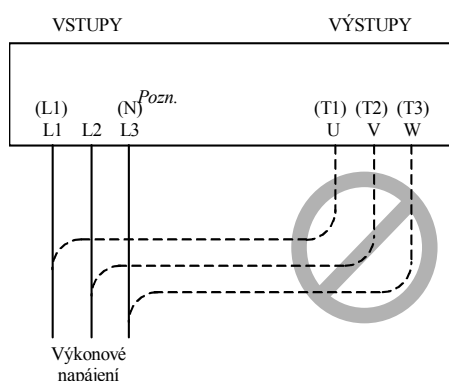 VSTUPY VÝSTUPY
(L1) (N) Pozn. (T1) (T2) (T3)
L1 L2 L3 U V W
Výkonové
napájení